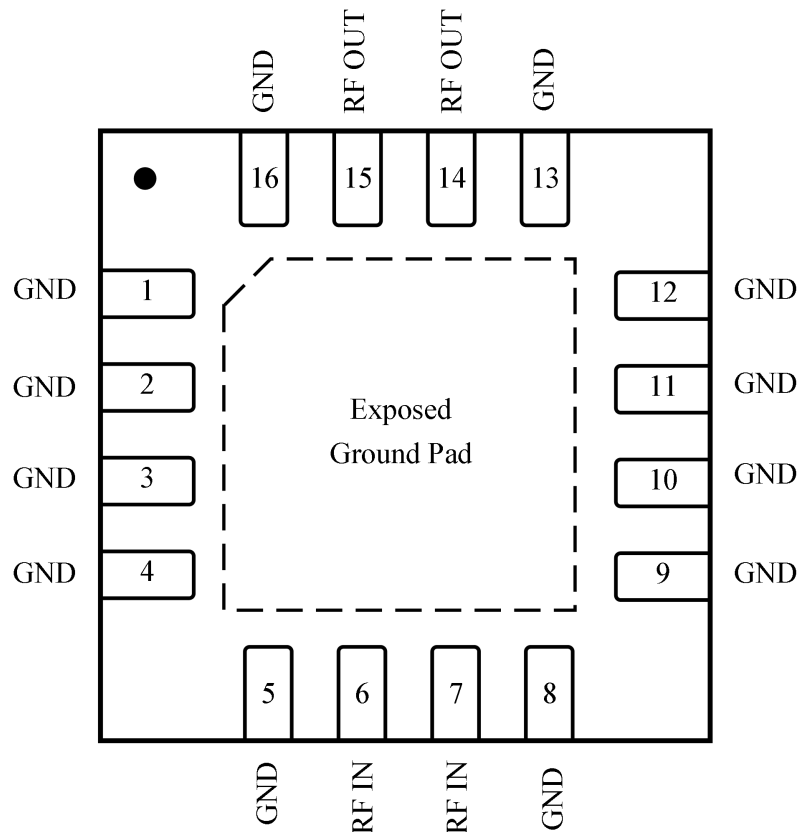 GND
RF OUT
RF OUT
GND
16
15
14
13
GND
1
12
GND
GND
2
11
GND
Exposed
Ground Pad
GND
3
10
GND
GND
4
9
GND
5
6
7
8
GND
RF IN
RF IN
GND